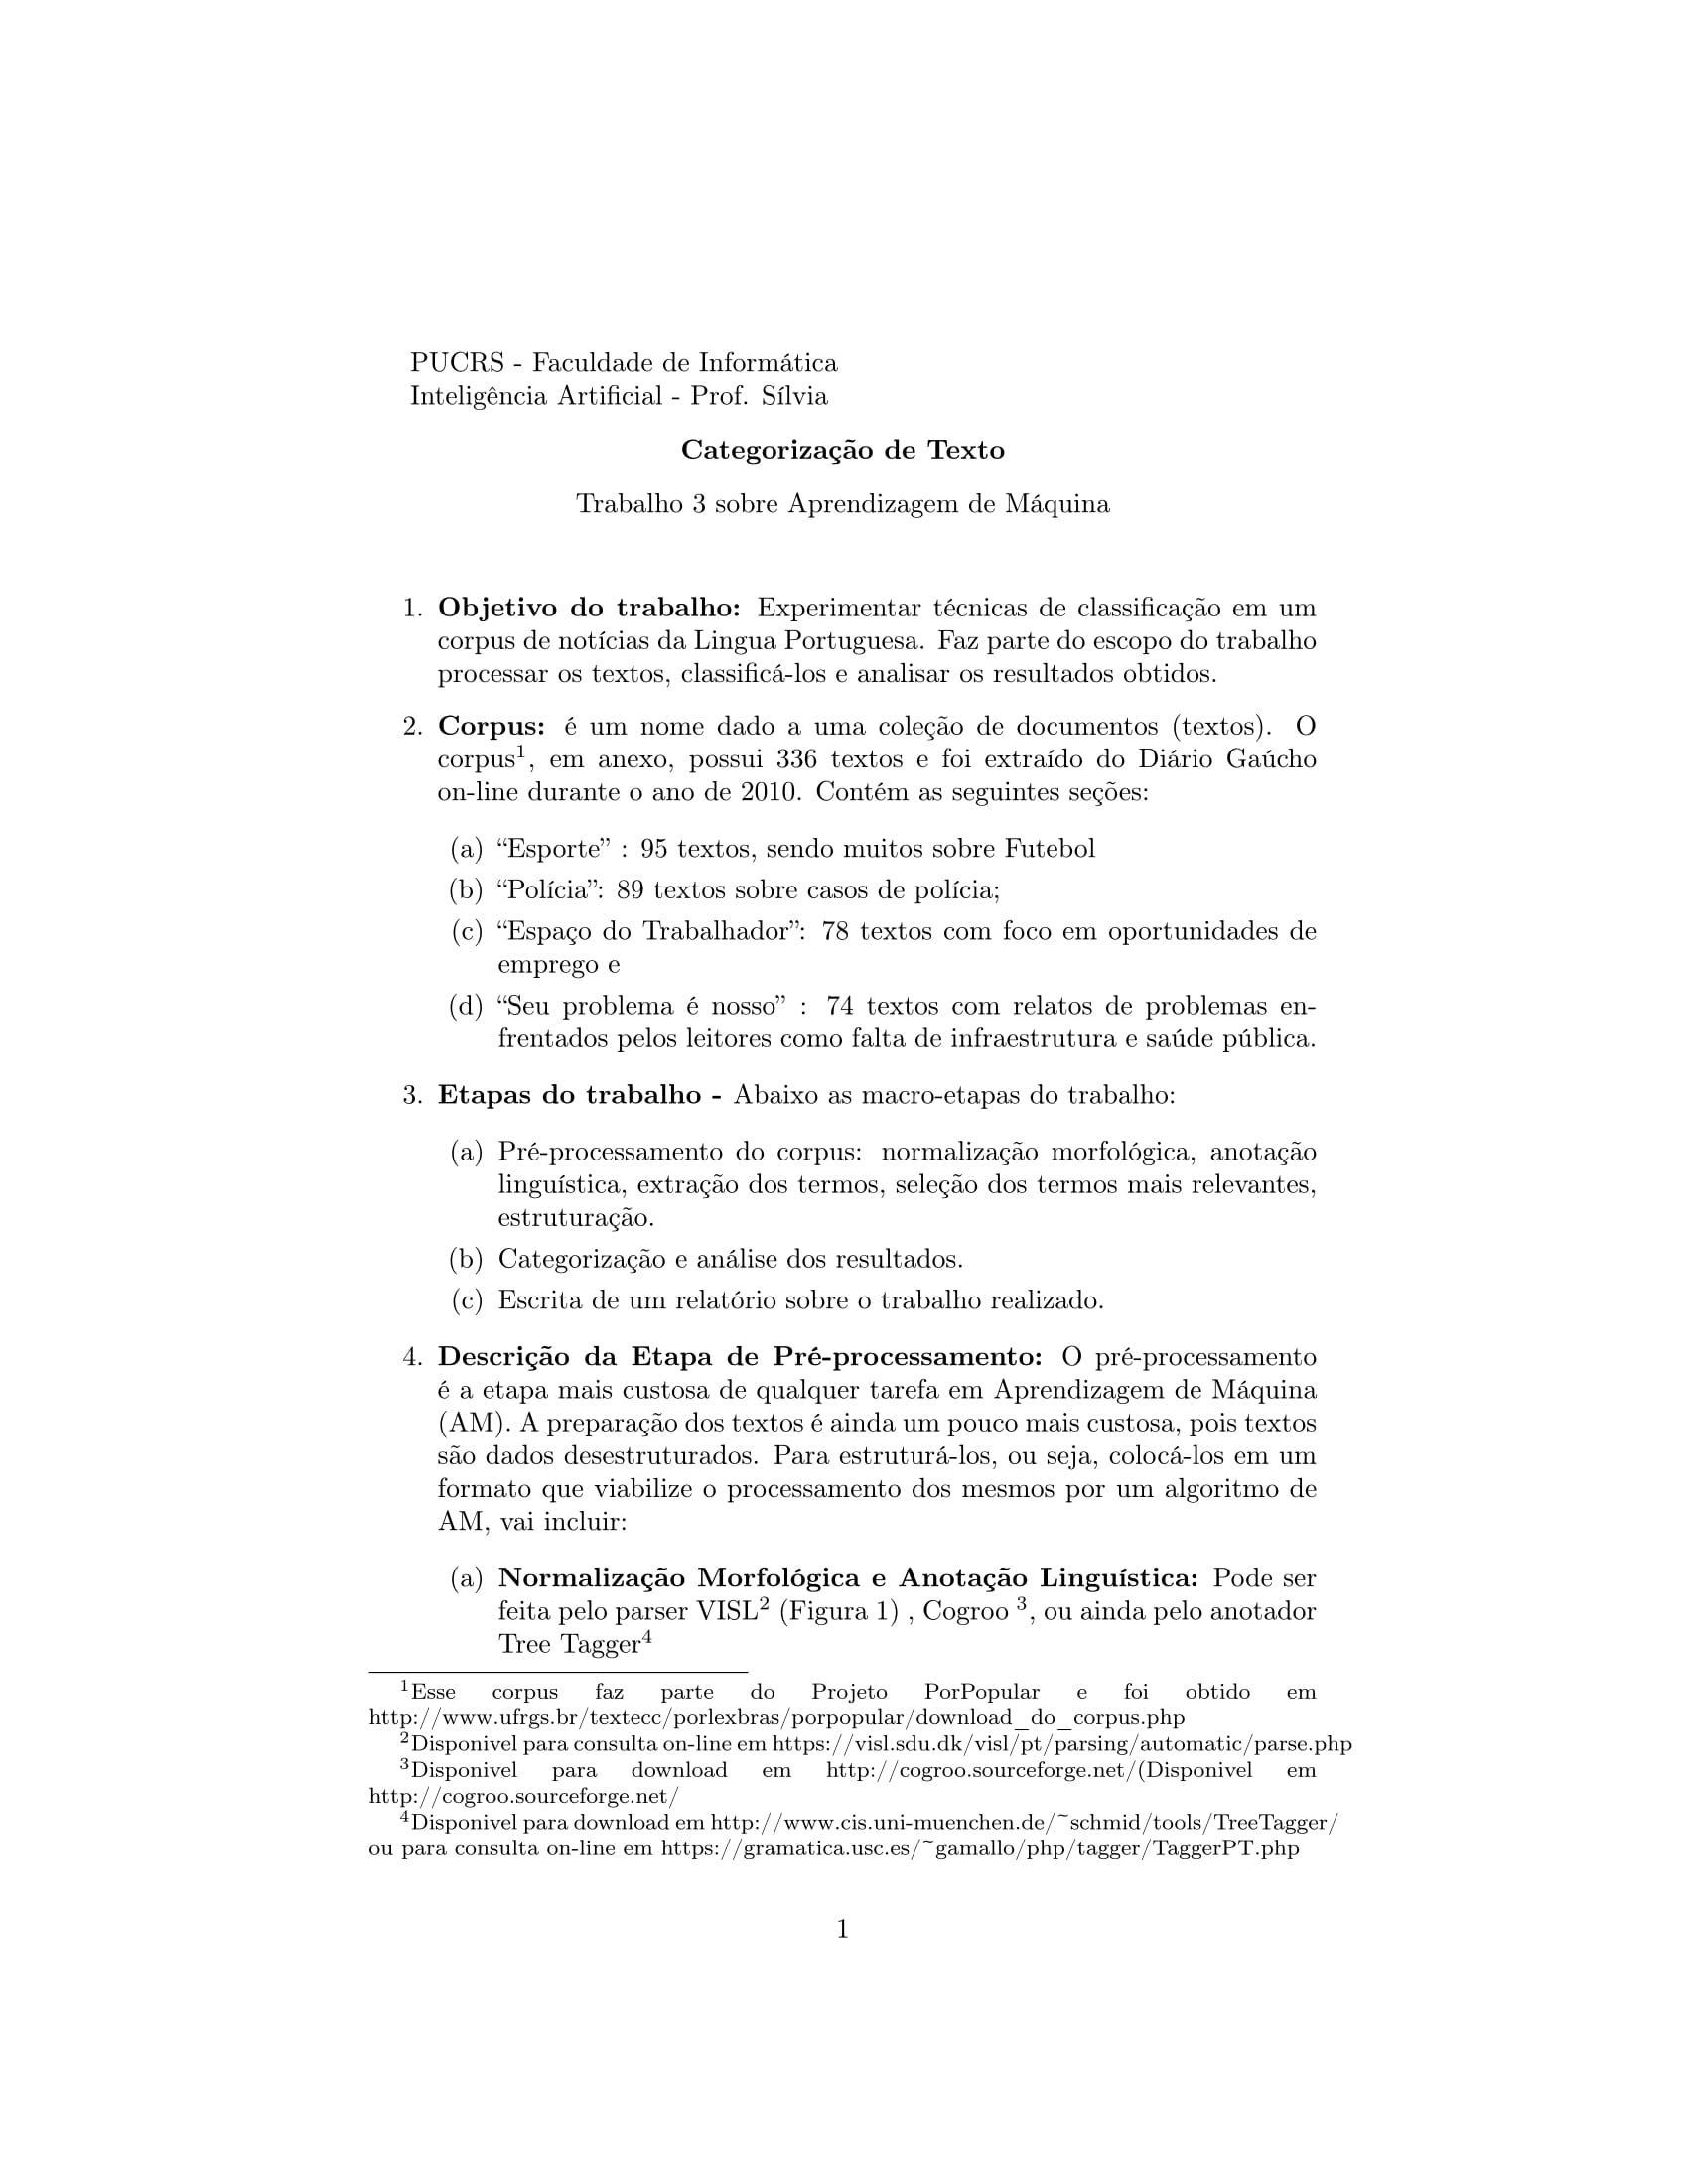 PUCRS - Faculdade de Informática
Inteligência Artificial - Prof. Sílvia
Categorização de Texto
Trabalho 3 sobre Aprendizagem de Máquina
1. Objetivo do trabalho: Experimentar técnicas de classificação em um
corpus de notícias da Lingua Portuguesa. Faz parte do escopo do trabalho
processar os textos, classificá-los e analisar os resultados obtidos.
2. Corpus: é um nome dado a uma coleção de documentos (textos). O
corpus1, em anexo, possui 336 textos e foi extraído do Diário Gaúcho
on-line durante o ano de 2010. Contém as seguintes seções:
(a) “Esporte” : 95 textos, sendo muitos sobre Futebol
(b) “Polícia”: 89 textos sobre casos de polícia;
(c) “Espaço do Trabalhador”: 78 textos com foco em oportunidades de
emprego e
(d) “Seu problema é nosso” : 74 textos com relatos de problemas en-
frentados pelos leitores como falta de infraestrutura e saúde pública.
3. Etapas do trabalho - Abaixo as macro-etapas do trabalho:
(a) Pré-processamento do corpus: normalização morfológica, anotação
linguística, extração dos termos, seleção dos termos mais relevantes,
estruturação.
(b) Categorização e análise dos resultados.
(c) Escrita de um relatório sobre o trabalho realizado.
4. Descrição da Etapa de Pré-processamento: O pré-processamento
é a etapa mais custosa de qualquer tarefa em Aprendizagem de Máquina
(AM). A preparação dos textos é ainda um pouco mais custosa, pois textos
são dados desestruturados. Para estruturá-los, ou seja, colocá-los em um
formato que viabilize o processamento dos mesmos por um algoritmo de
AM, vai incluir:
(a) Normalização Morfológica e Anotação Linguística: Pode ser
feita pelo parser VISL2 (Figura 1) , Cogroo 3, ou ainda pelo anotador
Tree Tagger4
1Esse corpus faz parte do Projeto PorPopular e foi obtido em
http://www.ufrgs.br/textecc/porlexbras/porpopular/download_do_corpus.php
2Disponivel para consulta on-line em https://visl.sdu.dk/visl/pt/parsing/automatic/parse.php
3Disponivel para download em http://cogroo.sourceforge.net/(Disponivel em
http://cogroo.sourceforge.net/
4Disponivel para download em http://www.cis.uni-muenchen.de/~schmid/tools/TreeTagger/
ou para consulta on-line em https://gramatica.usc.es/~gamallo/php/tagger/TaggerPT.php
1